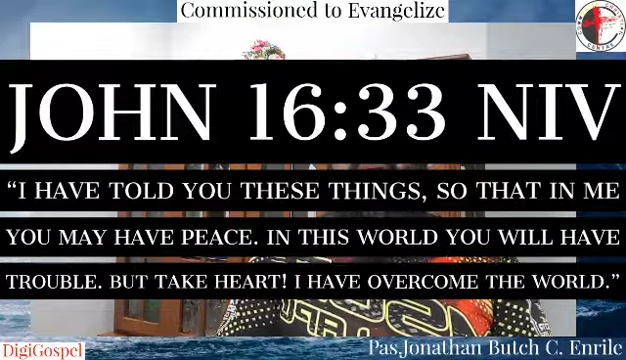 Commissioned to Evangelize
JOHN 16:33 NIV
“I HAVE TOLD YOU THESE THINGS, SO THAT IN ME
YOU MAY HAVE PEACE. IN THIS WORLD YOU WILL HAVE
TROUBLE. BUT TAKE HEART! I HAVE OVERCOME THE WORLD.”
DigiGospel
Pas.Jonathan Butch C. Enrile